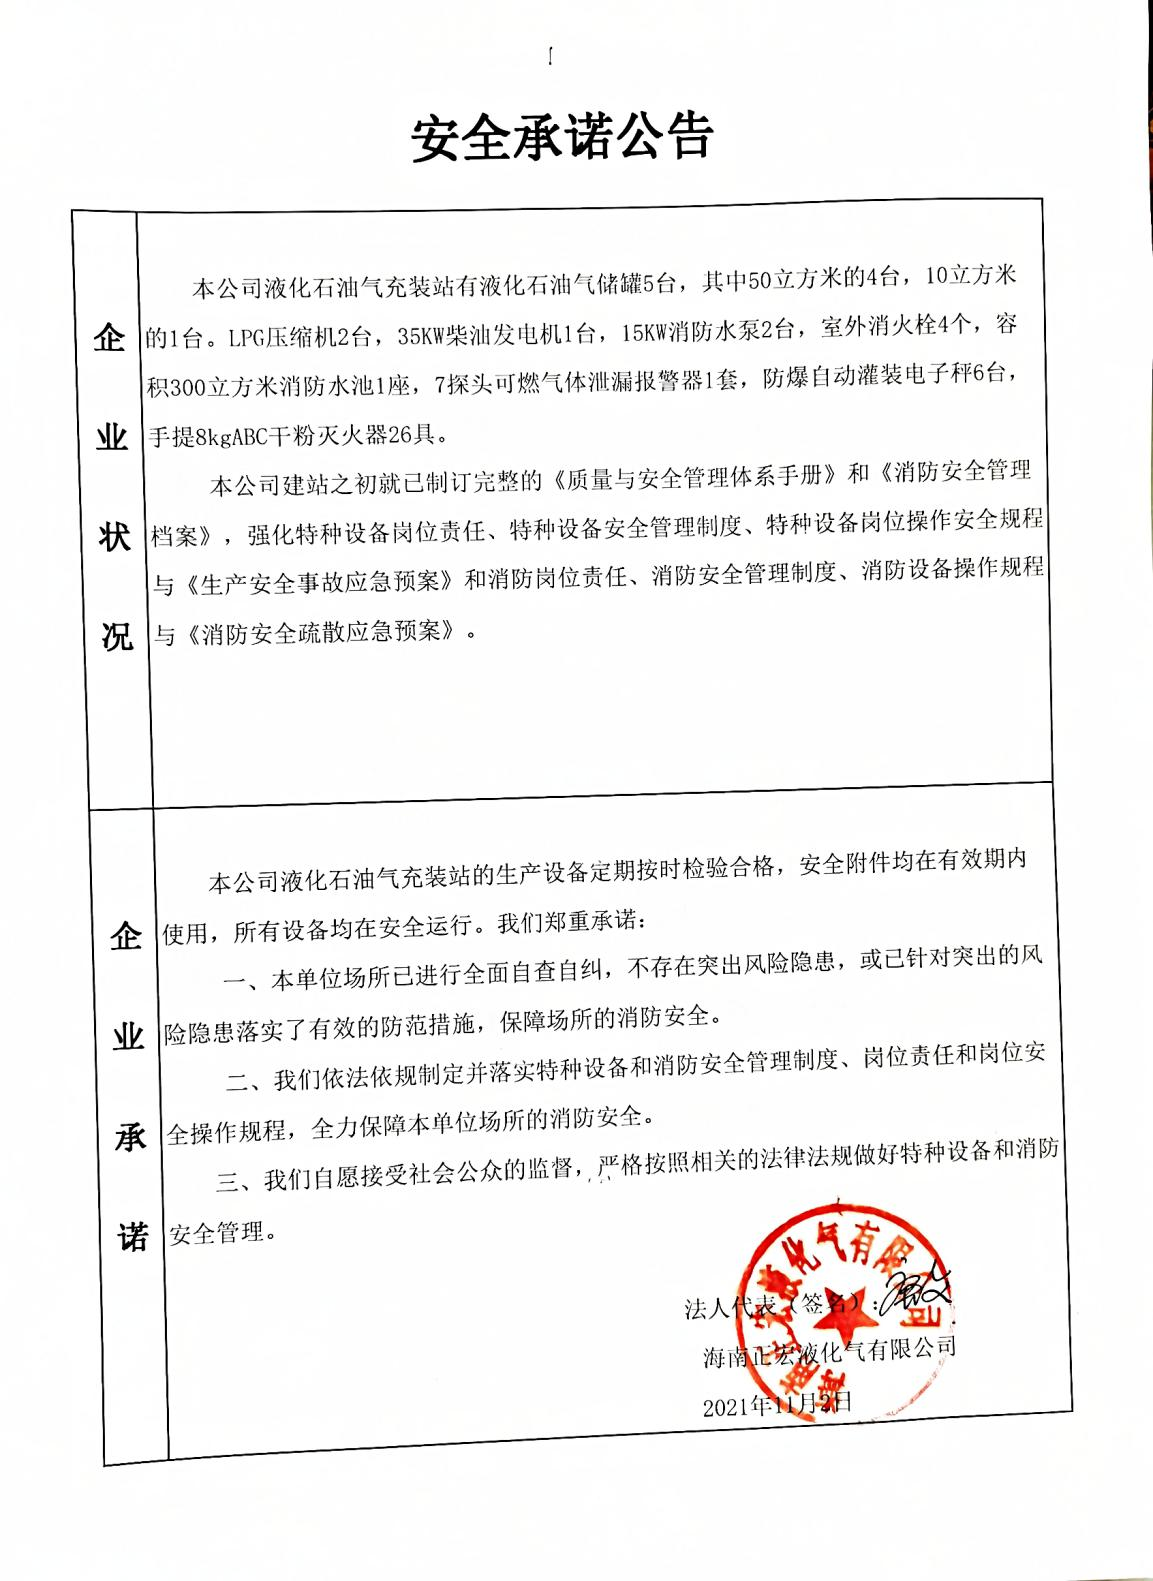 安全承诺公告
企业状况
本公司液化石油气充装站有液化石油气储罐5台，其中50立方米的4台，10立方米
的1台。LPG压缩机2台，35KW柴油发电机1台，15KW消防水泵2台，室外消火栓4个，容
积300立方米消防水池1座，7探头可燃气体泄漏报警器1套，防爆自动灌装电子秤6台，
手提8kgABC干粉灭火器26具。
本公司建站之初就已制订完整的《质量与安全管理体系手册》和《消防安全管理
档案》，强化特种设备岗位责任、特种设备安全管理制度、特种设备岗位操作安全规程
与《生产安全事故应急预案》和消防岗位责任、消防安全管理制度、消防设备操作规程
与《消防安全疏散应急预案》。
企业承诺
本公司液化石油气充装站的生产设备定期按时检验合格，安全附件均在有效期内
使用，所有设备均在安全运行。我们郑重承诺：
一、本单位场所已进行全面自查自纠，不存在突出风险隐患，或已针对突出的风
险隐患落实了有效的防范措施，保障场所的消防安全。
二、我们依法依规制定并落实特种设备和消防安全管理制度、岗位责任和岗位安
全操作规程，全力保障本单位场所的消防安全。
三、我们自愿接受社会公众的监督，严格按照相关的法律法规做好特种设备和消防
安全管理。
法人代表（签名）：
海南正宏液化气有限公司
2021年11月2日
海南正宏液化气有限公司